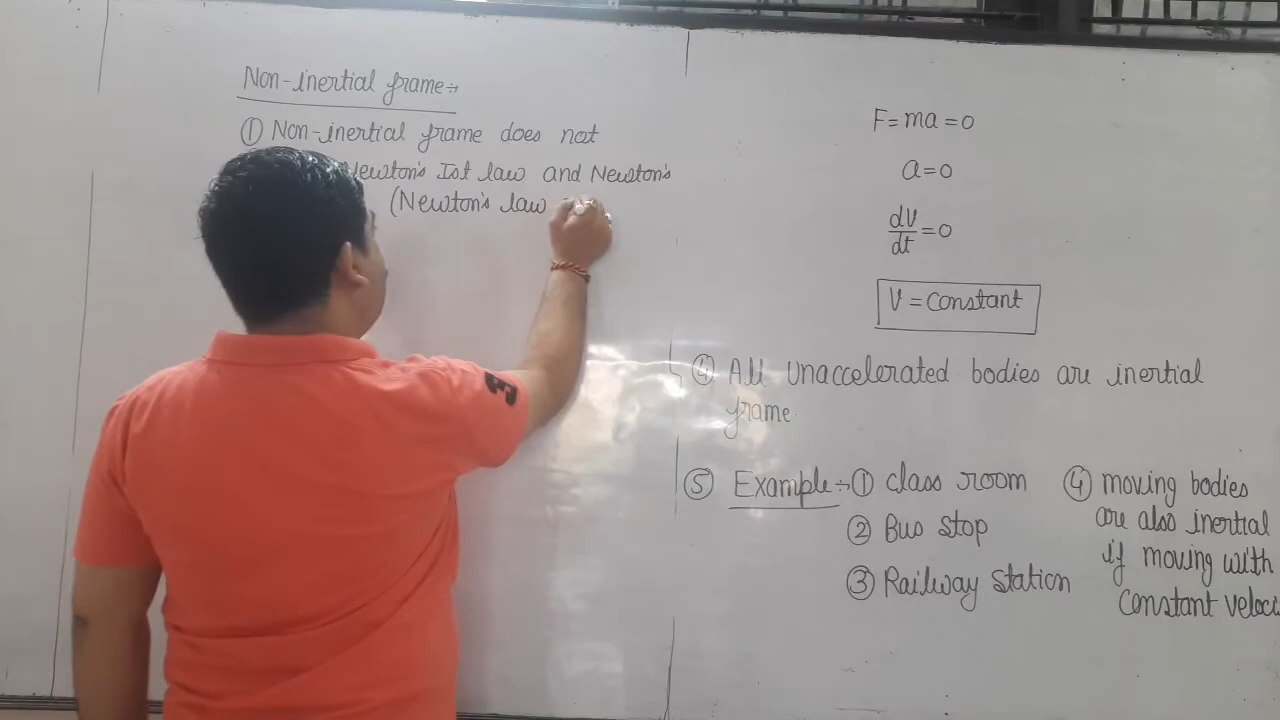 Non-inertial frame:-
① Non-inertial frame does not
Newton's Ist law and Newton's
(Newton's law
F=ma=0
a=0
dV/dt=0
V=constant
④ All unaccelerated bodies are inertial
frame.
⑤ Example:- ① class room
② Bus stop
③ Railway station
④ moving bodies
are also inertial
if moving with
constant veloci
3